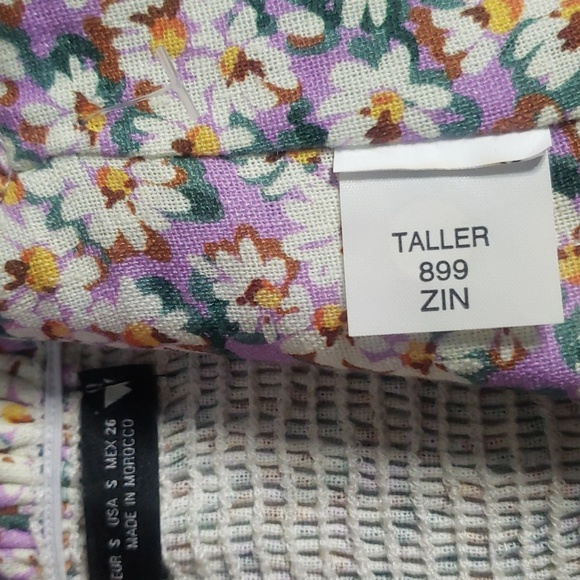 TALLER
899
ZIN
EUR S USA S MEX 26
MADE IN MOROCCO